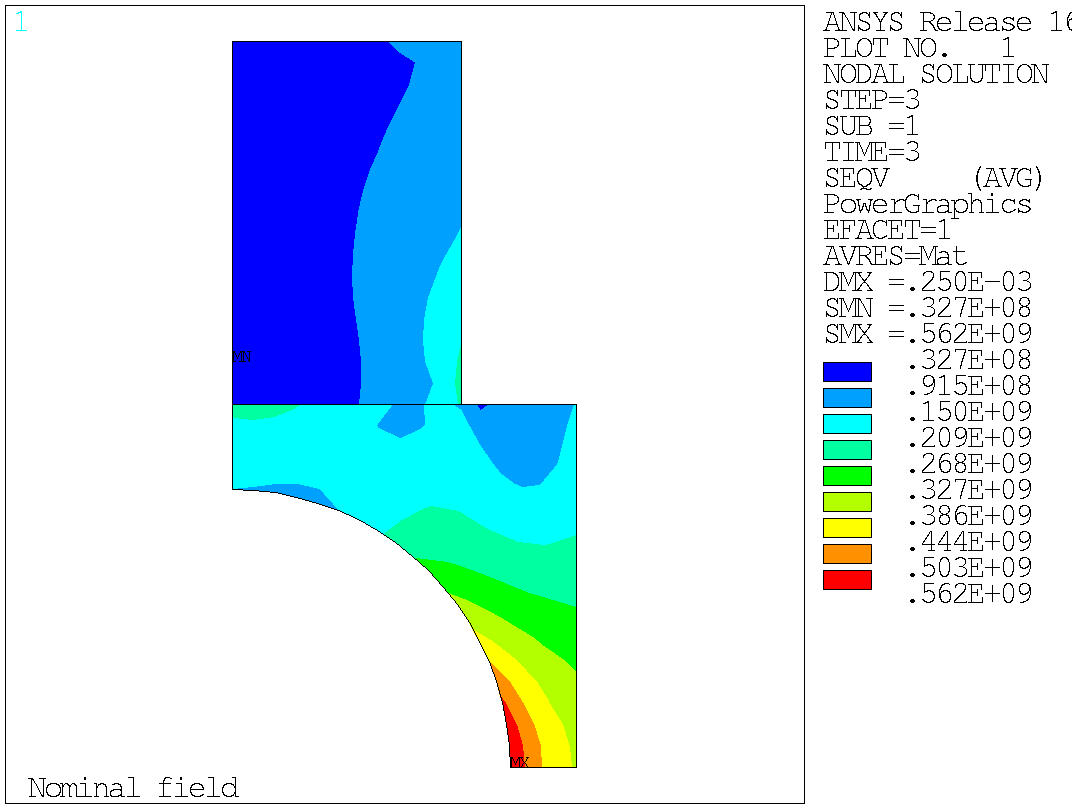 1
ANSYS Release 16
PLOT NO. 1
NODAL SOLUTION
STEP=3
SUB =1
TIME=3
SEQV (AVG)
PowerGraphics
EFACET=1
AVRES=Mat
DMX =.250E-03
SMN =.327E+08
SMX =.562E+09
.327E+08
.915E+08
.150E+09
.209E+09
.268E+09
.327E+09
.386E+09
.444E+09
.503E+09
.562E+09
MN
MX
Nominal field